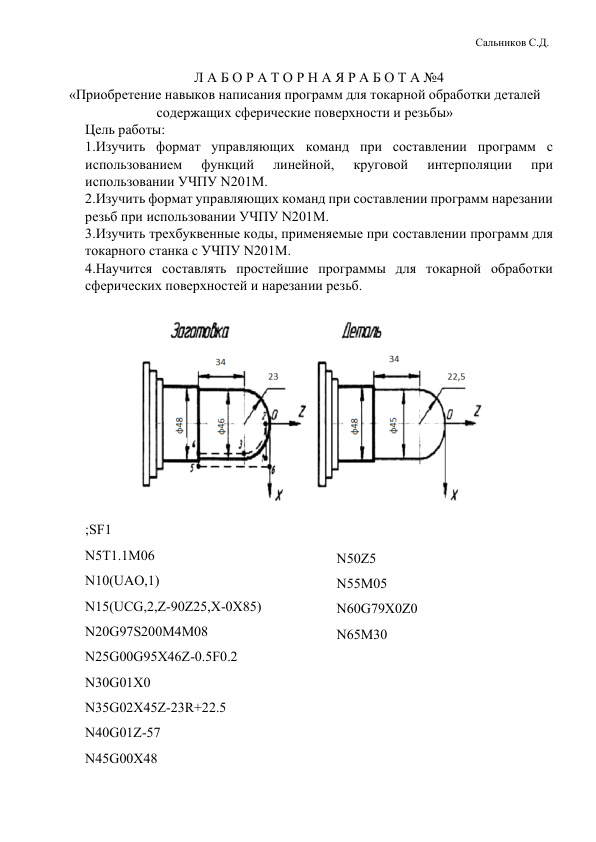 Сальников С.Д.
Л А Б О Р А Т О Р Н А Я Р А Б О Т А №4
«Приобретение навыков написания программ для токарной обработки деталей
содержащих сферические поверхности и резьбы»
Цель работы:
1.Изучить формат управляющих команд при составлении программ с
использованием функций линейной, круговой интерполяции при
использовании УЧПУ N201M.
2.Изучить формат управляющих команд при составлении программ нарезании
резьб при использовании УЧПУ N201M.
3.Изучить трехбуквенные коды, применяемые при составлении программ для
токарного станка с УЧПУ N201M.
4.Научится составлять простейшие программы для токарной обработки
сферических поверхностей и нарезании резьб.
Заготовка
Деталь
34
23
ф48
ф46
2
0
Z
4
3
1
5
6
X
34
22,5
ф48
ф45
0
Z
X
;SF1
N5T1.1M06
N10(UAO,1)
N15(UCG,2,Z-90Z25,X-0X85)
N20G97S200M4M08
N25G00G95X46Z-0.5F0.2
N30G01X0
N35G02X45Z-23R+22.5
N40G01Z-57
N45G00X48
N50Z5
N55M05
N60G79X0Z0
N65M30